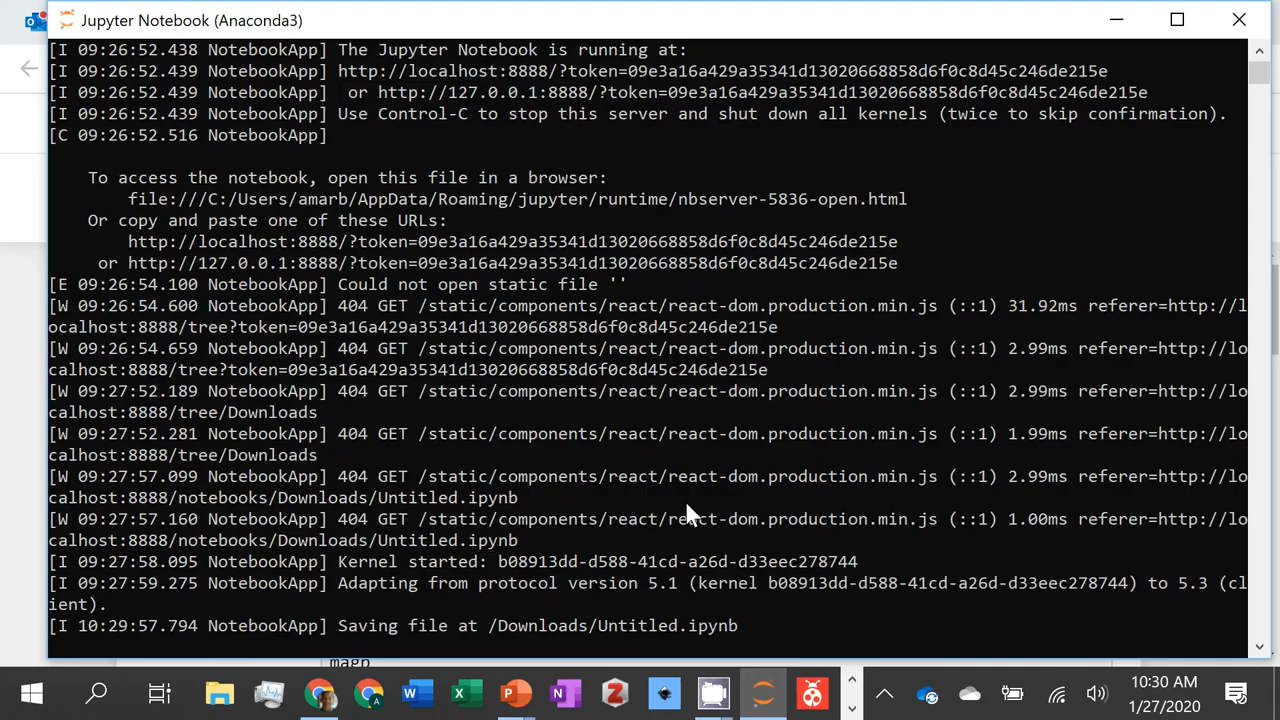 Jupyter Notebook (Anaconda3)
[I 09:26:52.438 NotebookApp] The Jupyter Notebook is running at:
[I 09:26:52.439 NotebookApp] http://localhost:8888/?token=09e3a16a429a35341d13020668858d6f0c8d45c246de215e
[I 09:26:52.439 NotebookApp]  or http://127.0.0.1:8888/?token=09e3a16a429a35341d13020668858d6f0c8d45c246de215e
[I 09:26:52.439 NotebookApp] Use Control-C to stop this server and shut down all kernels (twice to skip confirmation).
[C 09:26:52.516 NotebookApp]
To access the notebook, open this file in a browser:
file:///C:/Users/amarb/AppData/Roaming/jupyter/runtime/nbserver-5836-open.html
Or copy and paste one of these URLs:
http://localhost:8888/?token=09e3a16a429a35341d13020668858d6f0c8d45c246de215e
or http://127.0.0.1:8888/?token=09e3a16a429a35341d13020668858d6f0c8d45c246de215e
[E 09:26:54.100 NotebookApp] Could not open static file ''
[W 09:26:54.600 NotebookApp] 404 GET /static/components/react/react-dom.production.min.js (::1) 31.92ms referer=http://l
ocalhost:8888/tree?token=09e3a16a429a35341d13020668858d6f0c8d45c246de215e
[W 09:26:54.659 NotebookApp] 404 GET /static/components/react/react-dom.production.min.js (::1) 2.99ms referer=http://lo
calhost:8888/tree?token=09e3a16a429a35341d13020668858d6f0c8d45c246de215e
[W 09:27:52.189 NotebookApp] 404 GET /static/components/react/react-dom.production.min.js (::1) 2.99ms referer=http://lo
calhost:8888/tree/Downloads
[W 09:27:52.281 NotebookApp] 404 GET /static/components/react/react-dom.production.min.js (::1) 1.99ms referer=http://lo
calhost:8888/tree/Downloads
[W 09:27:57.099 NotebookApp] 404 GET /static/components/react/react-dom.production.min.js (::1) 2.99ms referer=http://lo
calhost:8888/notebooks/Downloads/Untitled.ipynb
[W 09:27:57.160 NotebookApp] 404 GET /static/components/react/react-dom.production.min.js (::1) 1.00ms referer=http://lo
calhost:8888/notebooks/Downloads/Untitled.ipynb
[I 09:27:58.095 NotebookApp] Kernel started: b08913dd-d588-41cd-a26d-d33eec278744
[I 09:27:59.275 NotebookApp] Adapting from protocol version 5.1 (kernel b08913dd-d588-41cd-a26d-d33eec278744) to 5.3 (cl
ient).
[I 10:29:57.794 NotebookApp] Saving file at /Downloads/Untitled.ipynb
10:30 AM
1/27/2020